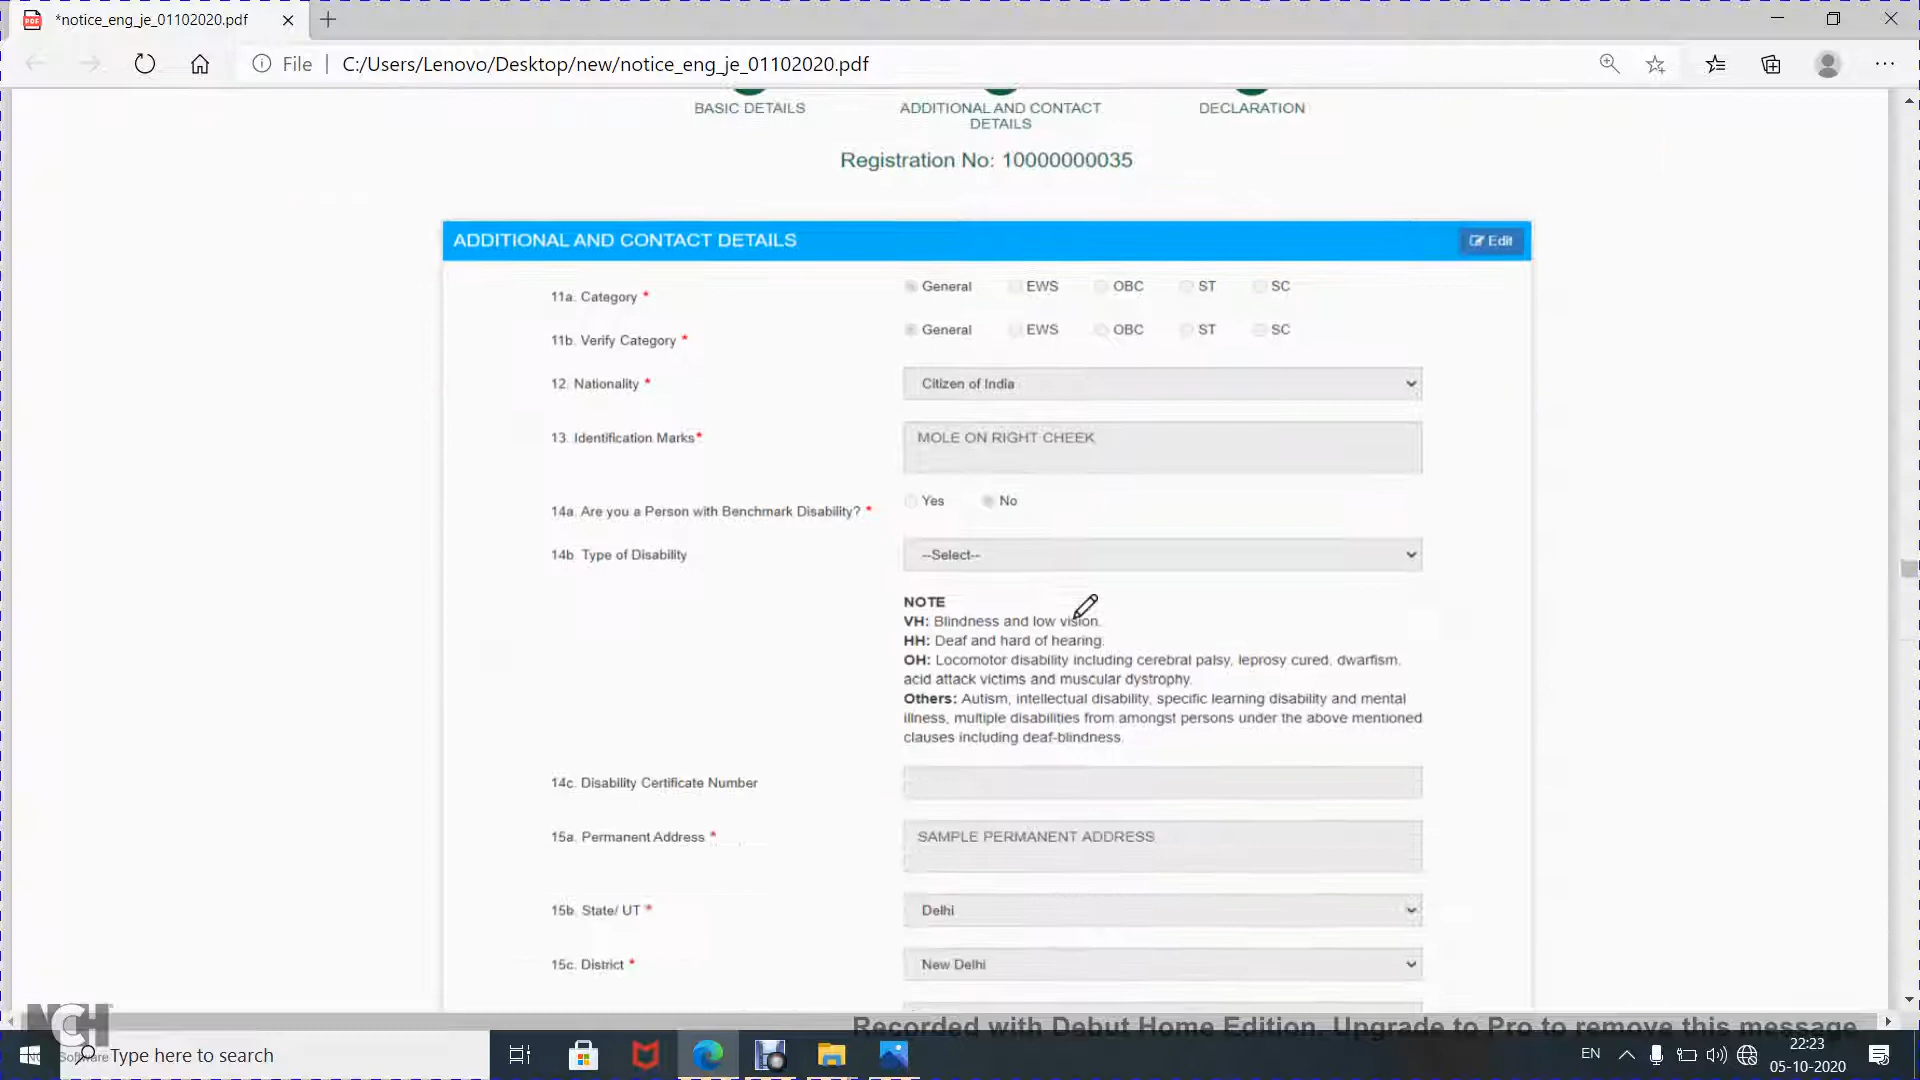 *notice_eng_je_01102020.pdf
File
C:/Users/Lenovo/Desktop/new/notice_eng_je_01102020.pdf
BASIC DETAILS
ADDITIONAL AND CONTACT DETAILS
DECLARATION
Registration No: 10000000035
ADDITIONAL AND CONTACT DETAILS
Edit
11a. Category *
General EWS OBC ST SC
11b. Verify Category *
General EWS OBC ST SC
12. Nationality *
Citizen of India
13. Identification Marks*
MOLE ON RIGHT CHEEK
14a. Are you a Person with Benchmark Disability? *
Yes No
14b. Type of Disability
--Select--
NOTE
VH: Blindness and low vision.
HH: Deaf and hard of hearing.
OH: Locomotor disability including cerebral palsy, leprosy cured, dwarfism,
acid attack victims and muscular dystrophy.
Others: Autism, intellectual disability, specific learning disability and mental
illness, multiple disabilities from amongst persons under the above mentioned
clauses including deaf-blindness.
14c. Disability Certificate Number
15a. Permanent Address *
SAMPLE PERMANENT ADDRESS
15b. State/ UT *
Delhi
15c. District *
New Delhi
NCH
Software
Recorded with Debut Home Edition. Upgrade to Pro to remove this message
Type here to search
EN
22:23
05-10-2020